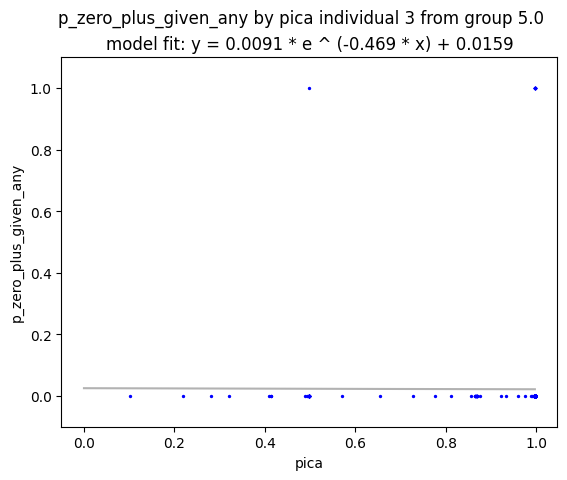 p_zero_plus_given_any by pica individual 3 from group 5.0
model fit: y = 0.0091 * e ^ (-0.469 * x) + 0.0159
1.0
0.8
0.6
0.4
0.2
0.0
p_zero_plus_given_any
0.0 0.2 0.4 0.6 0.8 1.0
pica